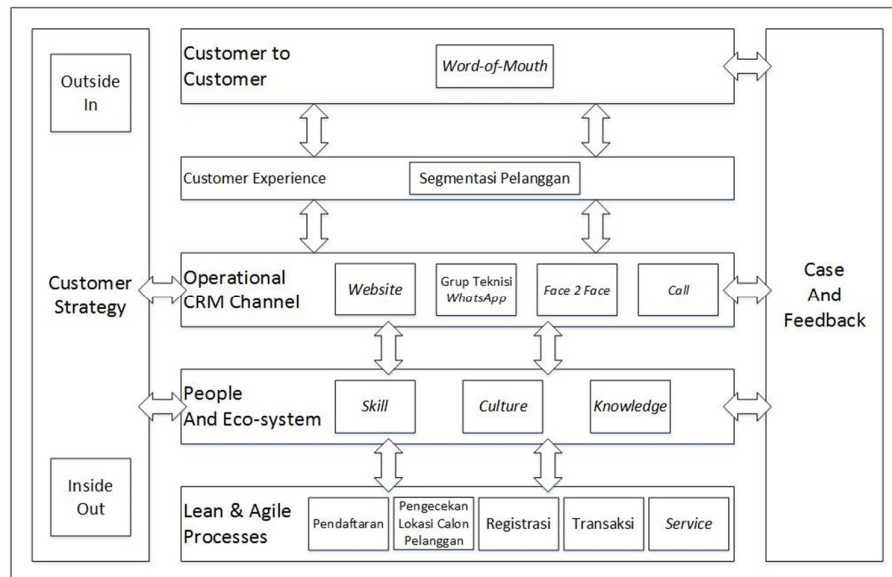 Outside
In
Customer
Strategy
Inside
Out
Customer to
Customer
Word-of-Mouth
Customer Experience
Segmentasi Pelanggan
Operational
CRM Channel
Website
Grup Teknisi
WhatsApp
Face 2 Face
Call
People
And Eco-system
Skill
Culture
Knowledge
Lean & Agile
Processes
Pendaftaran
Pengecekan
Lokasi Calon
Pelanggan
Registrasi
Transaksi
Service
Case
And
Feedback